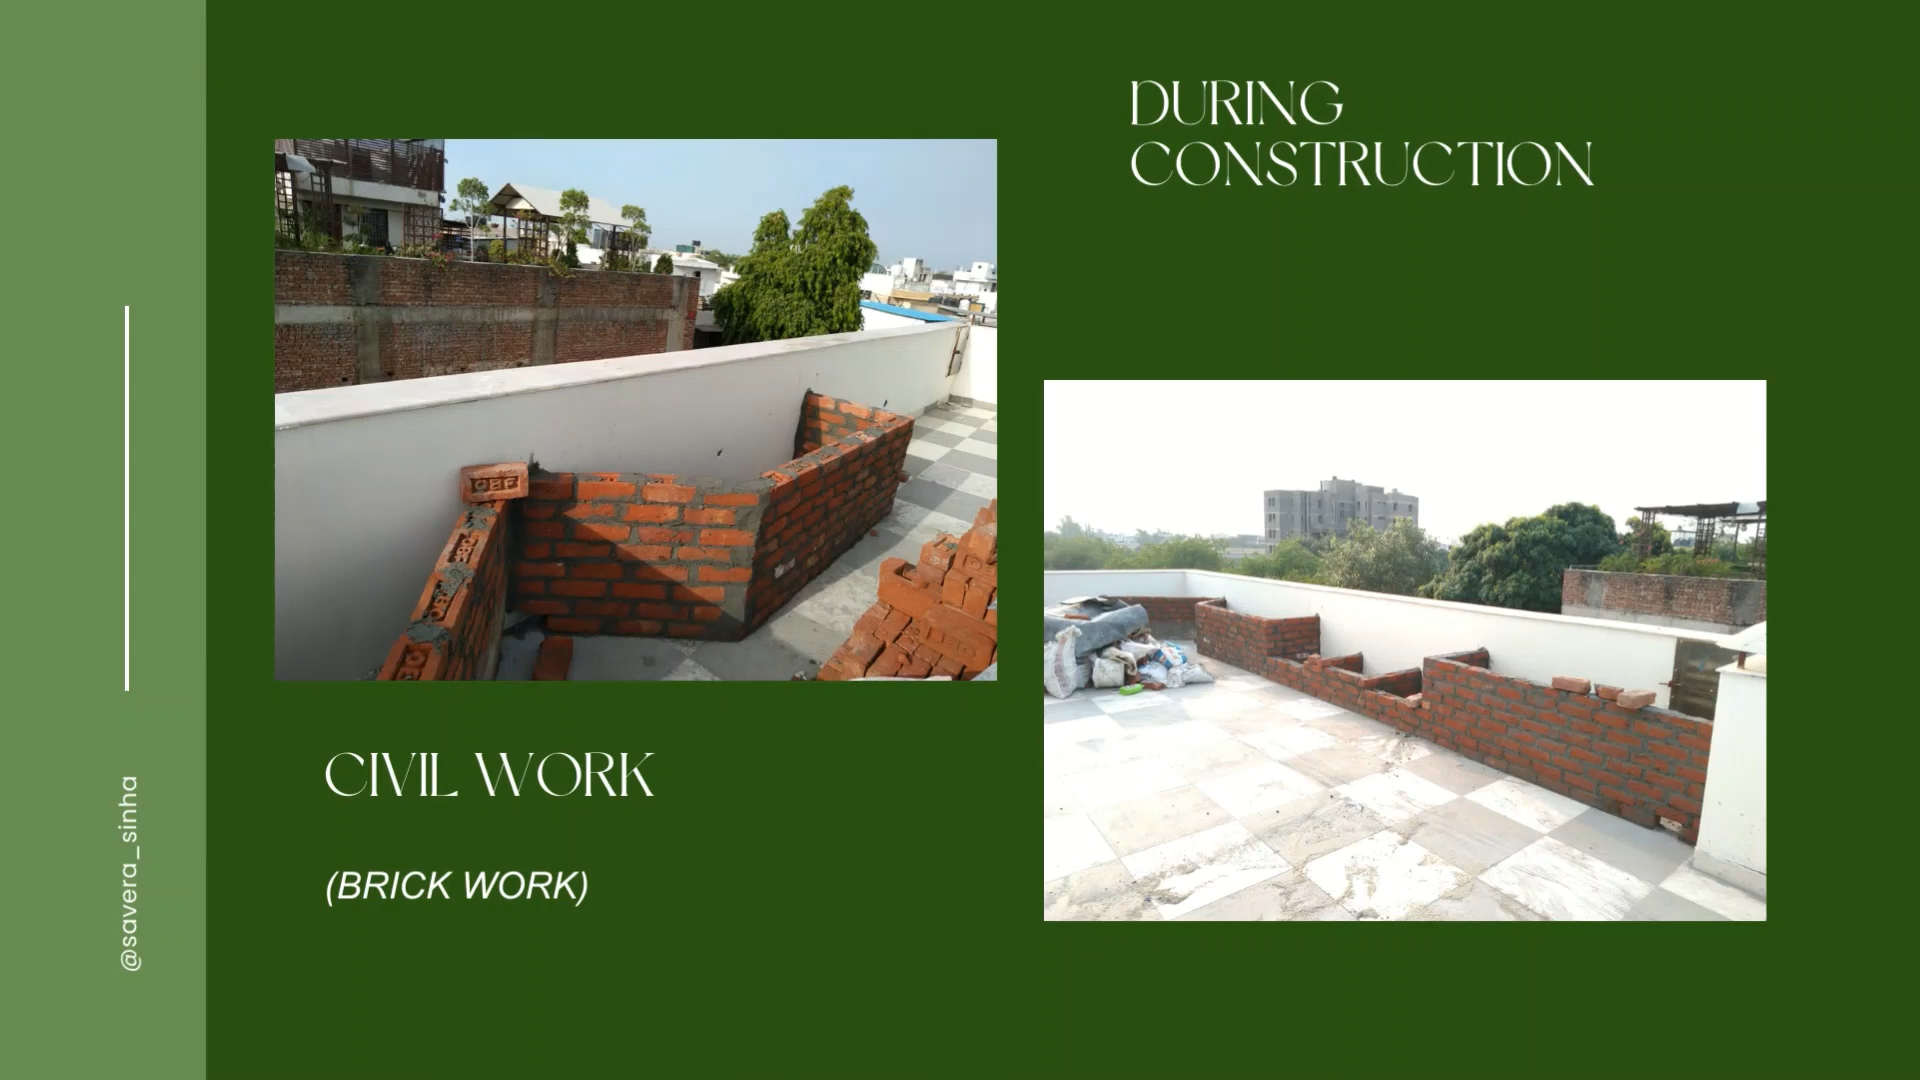 DURING
CONSTRUCTION
CIVIL WORK
(BRICK WORK)
@savera_sinha